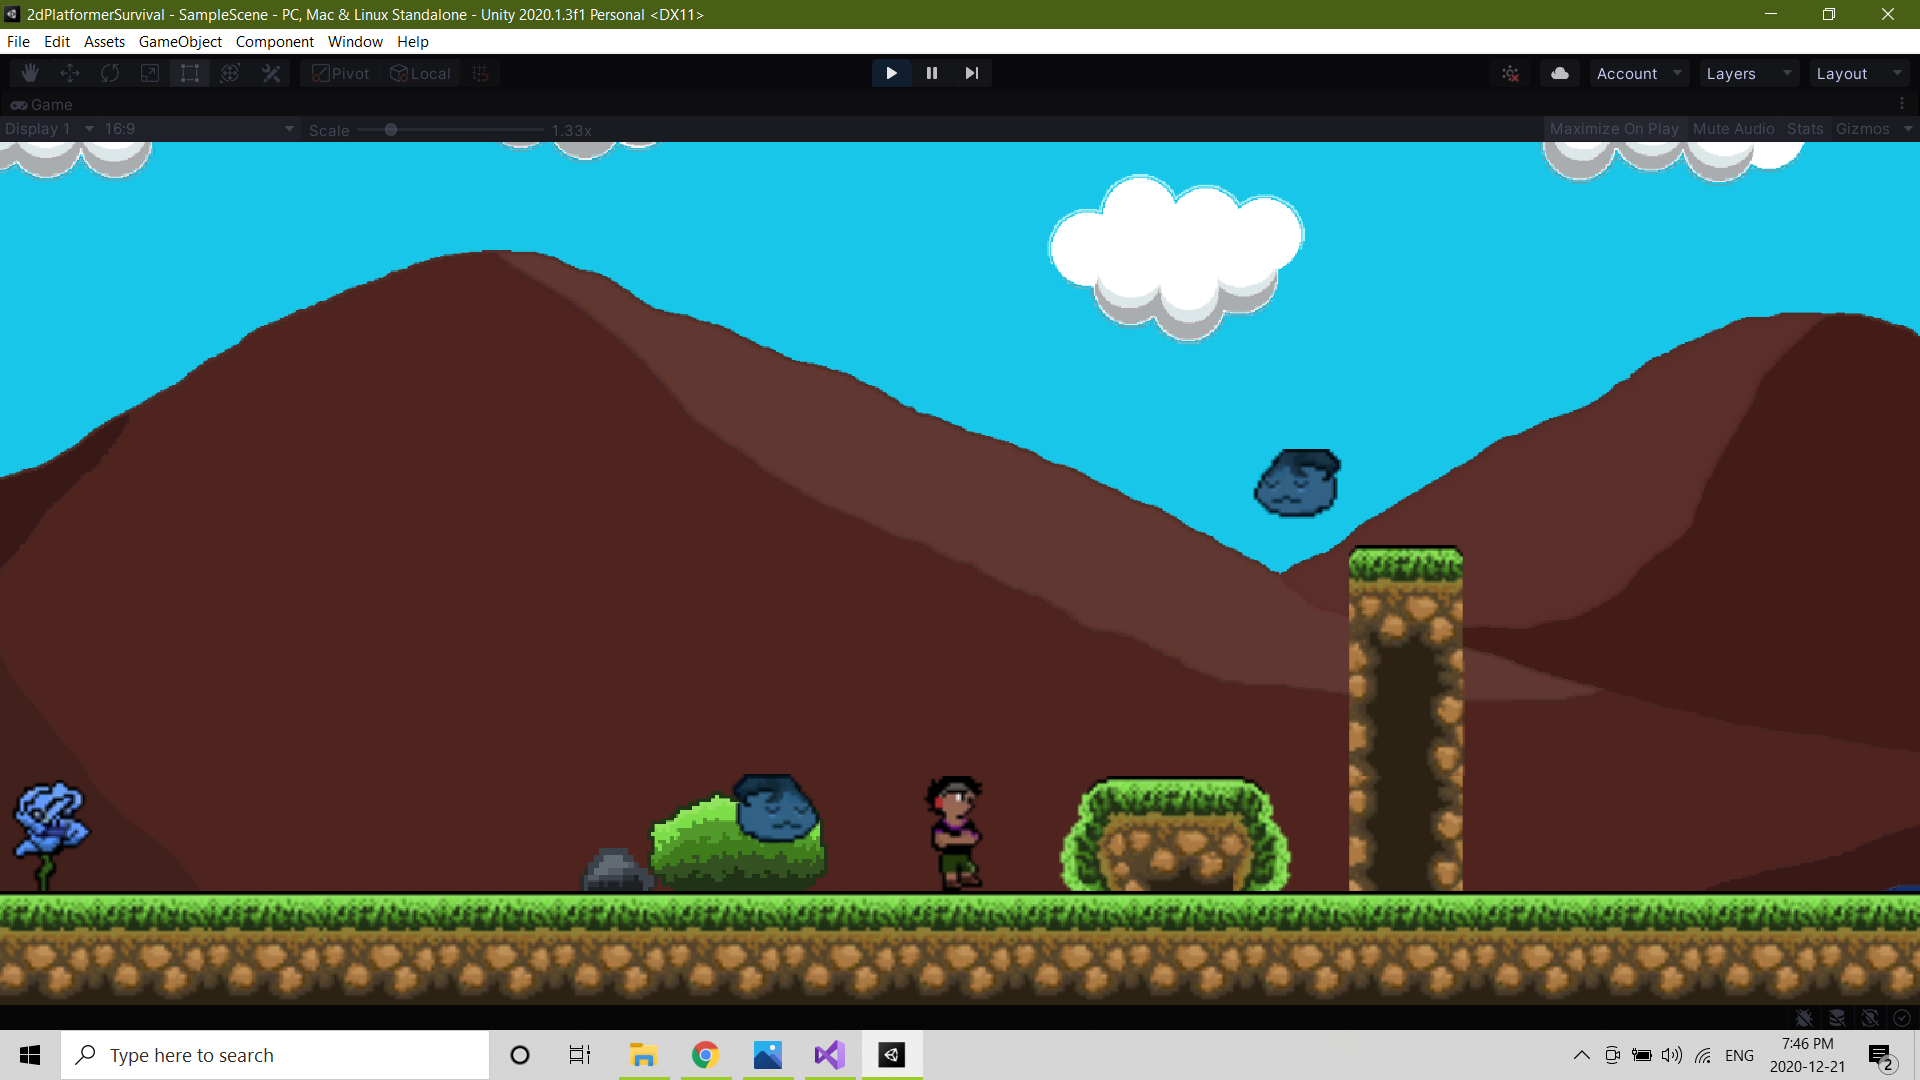 2dPlatformerSurvival - SampleScene - PC, Mac & Linux Standalone - Unity 2020.1.3f1 Personal <DX11>
File Edit Assets GameObject Component Window Help
Pivot Local Account Layers Layout
Game
Display 1 16:9 Scale 1.33x Maximize On Play Mute Audio Stats Gizmos
Type here to search
ENG
7:46 PM
2020-12-21
2